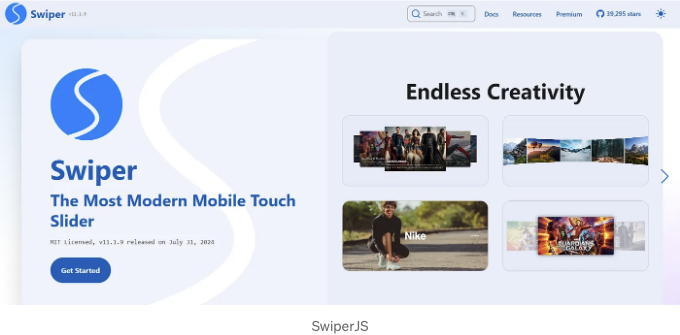 Swiper v11.1.9
Search
Docs
Resources
Premium
39,295 stars
Swiper
The Most Modern Mobile Touch
Slider
MIT Licensed, v11.1.9 released on July 31, 2024
Get Started
Endless Creativity
Nike
GUARDIANS
GALAXY
SwiperJS